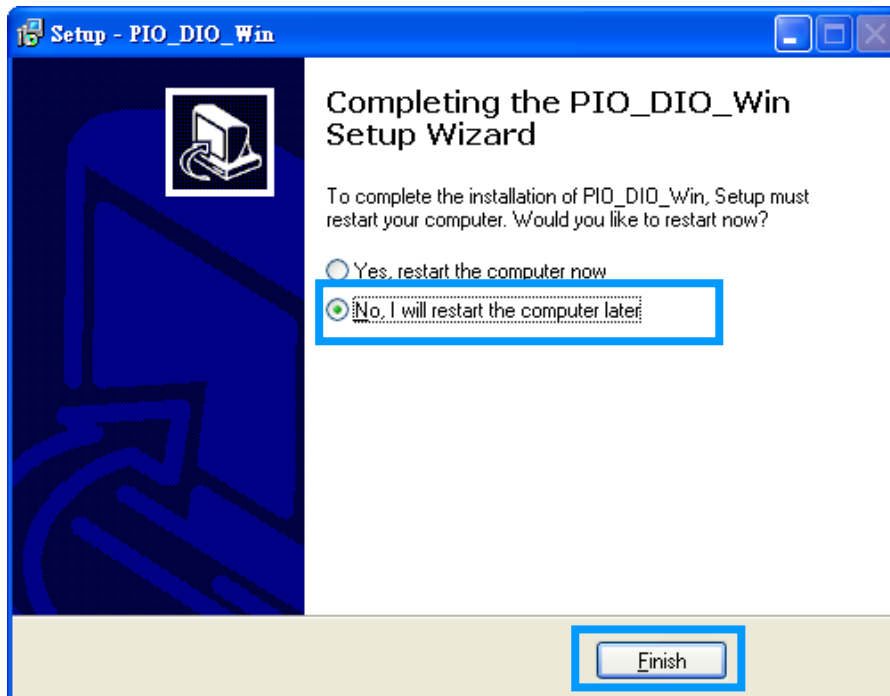 Setup - PIO_DIO_Win
Completing the PIO_DIO_Win
Setup Wizard
To complete the installation of PIO_DIO_Win, Setup must
restart your computer. Would you like to restart now?
Yes, restart the computer now
No, I will restart the computer later
Finish